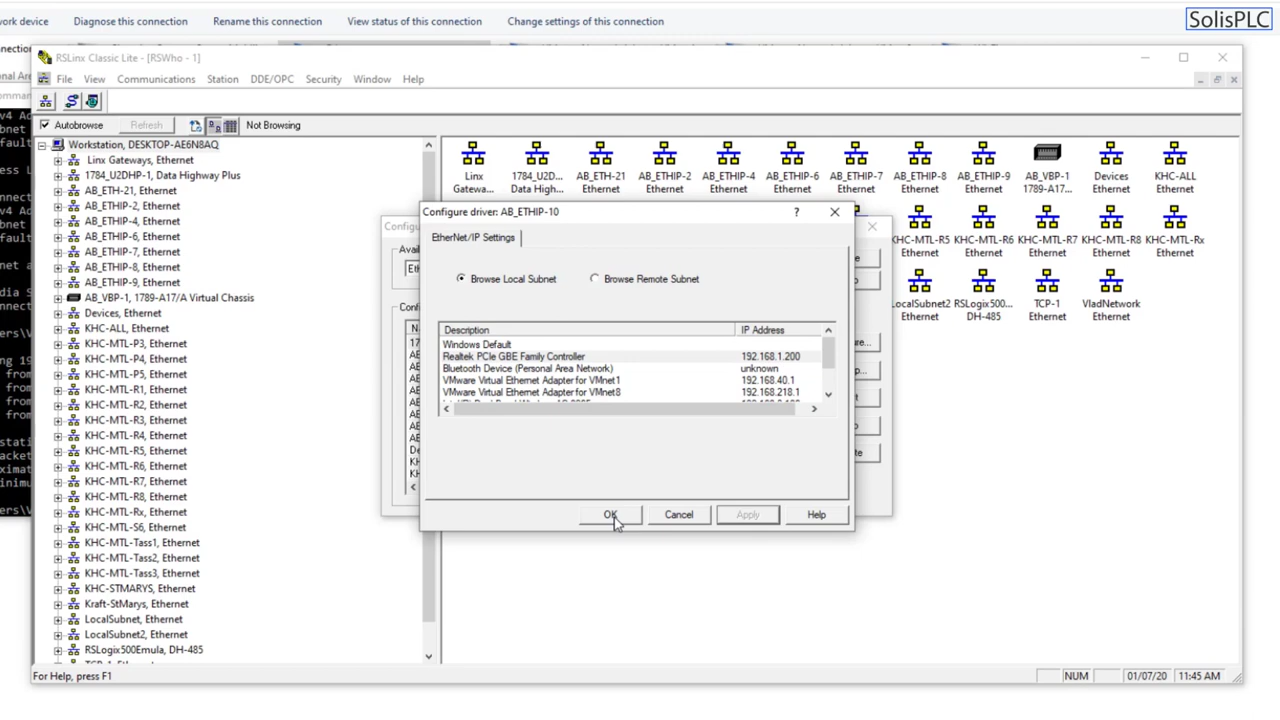 ork device
Diagnose this connection
Rename this connection
View status of this connection
Change settings of this connection
SolisPLC
RSLinx Classic Lite - [RSWho - 1]
File View Communications Station DDE/OPC Security Window Help
Autobrowse
Refresh
Not Browsing
Workstation, DESKTOP-AE6N8AQ
Linx Gateways, Ethernet
1784_U2DHP-1, Data Highway Plus
AB_ETH-21, Ethernet
AB_ETHIP-2, Ethernet
AB_ETHIP-4, Ethernet
AB_ETHIP-6, Ethernet
AB_ETHIP-7, Ethernet
AB_ETHIP-8, Ethernet
AB_ETHIP-9, Ethernet
AB_VBP-1, 1789-A17/A Virtual Chassis
Devices, Ethernet
KHC-ALL, Ethernet
KHC-MTL-P3, Ethernet
KHC-MTL-P4, Ethernet
KHC-MTL-P5, Ethernet
KHC-MTL-R1, Ethernet
KHC-MTL-R2, Ethernet
KHC-MTL-R3, Ethernet
KHC-MTL-R4, Ethernet
KHC-MTL-R5, Ethernet
KHC-MTL-R6, Ethernet
KHC-MTL-R7, Ethernet
KHC-MTL-R8, Ethernet
KHC-MTL-Rx, Ethernet
KHC-MTL-S6, Ethernet
KHC-MTL-Tass1, Ethernet
KHC-MTL-Tass2, Ethernet
KHC-MTL-Tass3, Ethernet
KHC-STMARYS, Ethernet
Kraft-StMarys, Ethernet
LocalSubnet, Ethernet
LocalSubnet2, Ethernet
RSLogix500Emula, DH-485
Linx Gatewa... Ethernet
1784_U2D... Data High...
AB_ETH-21 Ethernet
AB_ETHIP-2 Ethernet
AB_ETHIP-4 Ethernet
AB_ETHIP-6 Ethernet
AB_ETHIP-7 Ethernet
AB_ETHIP-8 Ethernet
AB_ETHIP-9 Ethernet
AB_VBP-1 1789-A17...
Devices Ethernet
KHC-ALL Ethernet
KHC-MTL-R5 Ethernet
KHC-MTL-R6 Ethernet
KHC-MTL-R7 Ethernet
KHC-MTL-R8 Ethernet
KHC-MTL-Rx Ethernet
LocalSubnet2 Ethernet
RSLogix500... DH-485
TCP-1 Ethernet
VladNetwork Ethernet
Configure driver: AB_ETHIP-10
EtherNet/IP Settings
Browse Local Subnet
Browse Remote Subnet
Description IP Address
Windows Default
Realtek PCIe GBE Family Controller 192.168.1.200
Bluetooth Device (Personal Area Network) unknown
VMware Virtual Ethernet Adapter for VMnet1 192.168.40.1
VMware Virtual Ethernet Adapter for VMnet8 192.168.218.1
OK Cancel Apply Help
For Help, press F1
NUM
01/07/20
11:45 AM